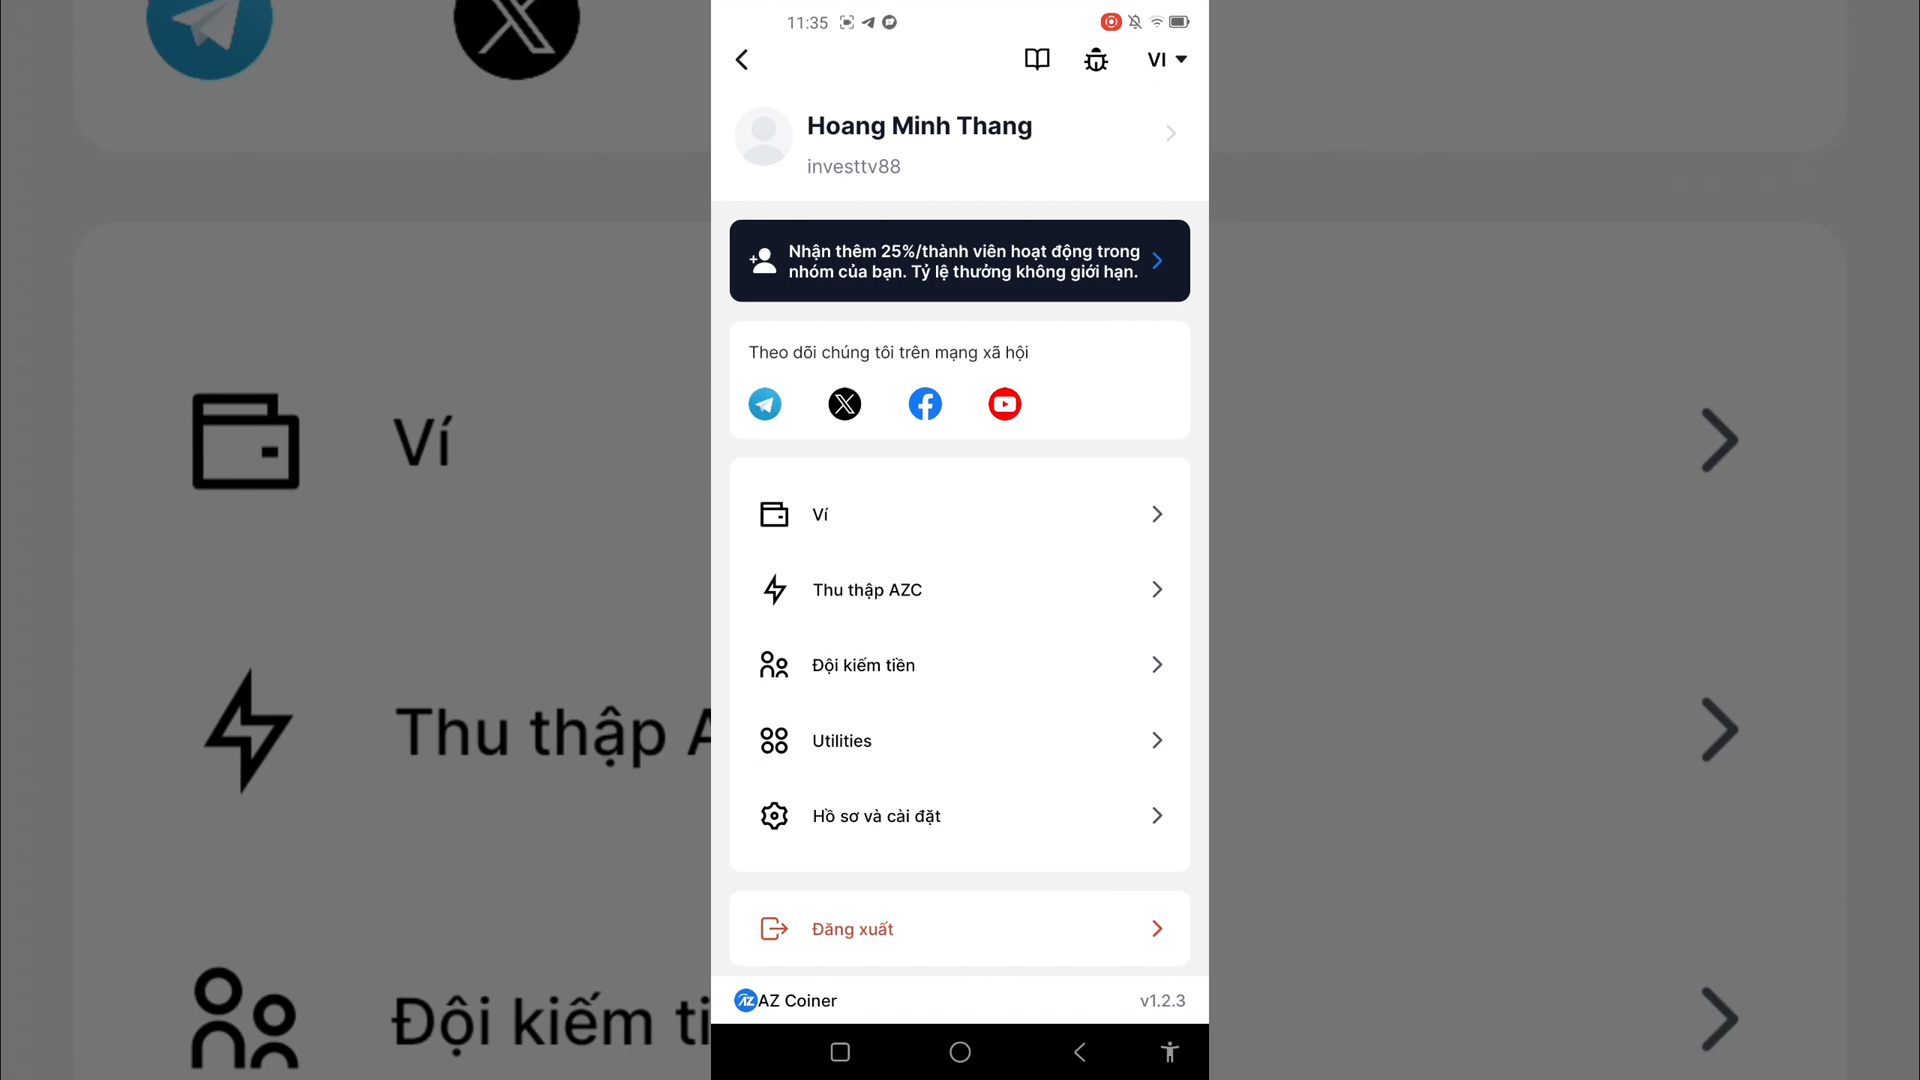 11:35
VI
Hoang Minh Thang
investtv88
Nhận thêm 25%/thành viên hoạt động trong
nhóm của bạn. Tỷ lệ thưởng không giới hạn.
Theo dõi chúng tôi trên mạng xã hội
Ví
Thu thập AZC
Đội kiếm tiền
Utilities
Hồ sơ và cài đặt
Đăng xuất
AZ Coiner
v1.2.3
Ví
Thu thập
Đội kiếm